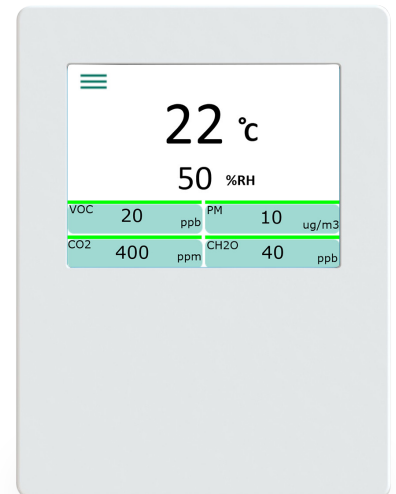 22 °C
50 %RH
VOC 20 ppb
PM 10 ug/m3
CO2 400 ppm
CH2O 40 ppb